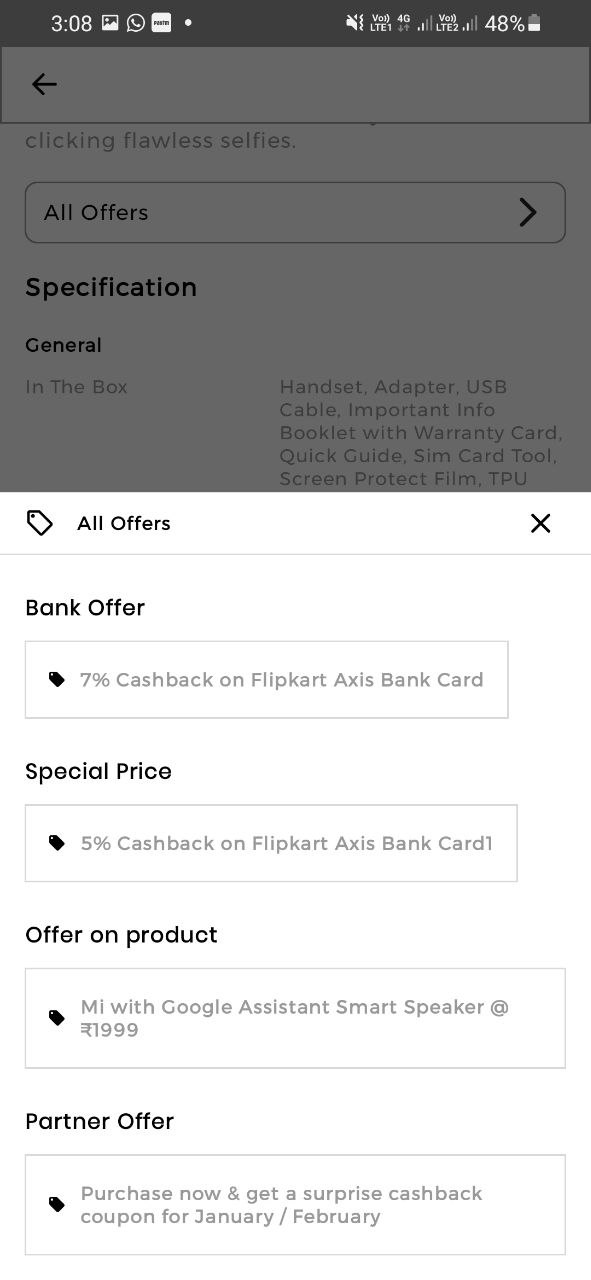 3:08
paytm
Vo)) 4G Vo)) 48%
LTE1 LTE2
clicking flawless selfies.
All Offers
Specification
General
In The Box
Handset, Adapter, USB
Cable, Important Info
Booklet with Warranty Card,
Quick Guide, Sim Card Tool,
Screen Protect Film, TPU
All Offers
Bank Offer
7% Cashback on Flipkart Axis Bank Card
Special Price
5% Cashback on Flipkart Axis Bank Card1
Offer on product
Mi with Google Assistant Smart Speaker @
₹1999
Partner Offer
Purchase now & get a surprise cashback
coupon for January / February